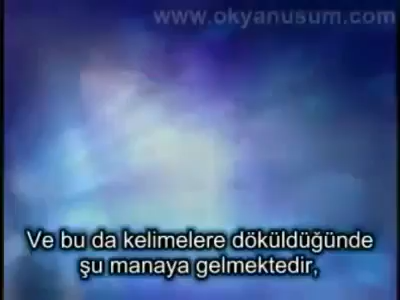 www.okyanusum.com
Ve bu da kelimelere döküldüğünde
şu manaya gelmektedir,